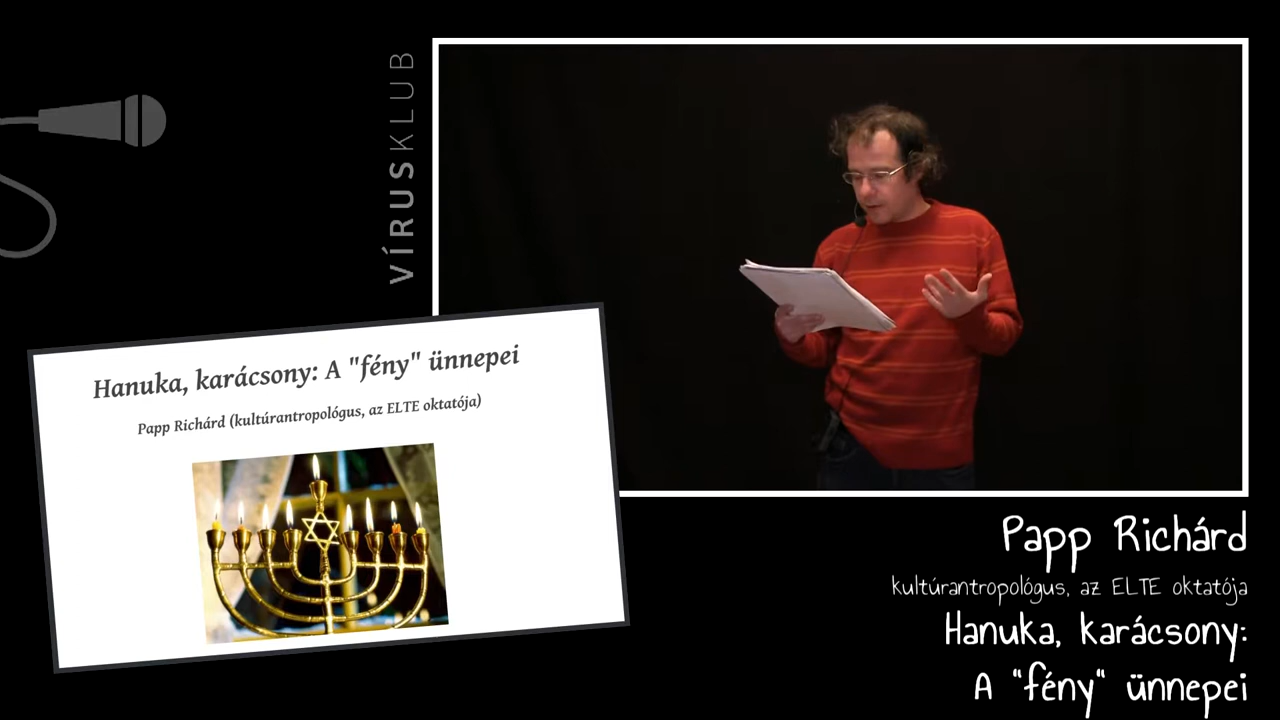 VÍRUSKLUB
Hanuka, karácsony: A "fény" ünnepei
Papp Richárd (kultúrantropológus, az ELTE oktatója)
Papp Richárd
kultúrantropológus, az ELTE oktatója
Hanuka, karácsony:
A "fény" ünnepei